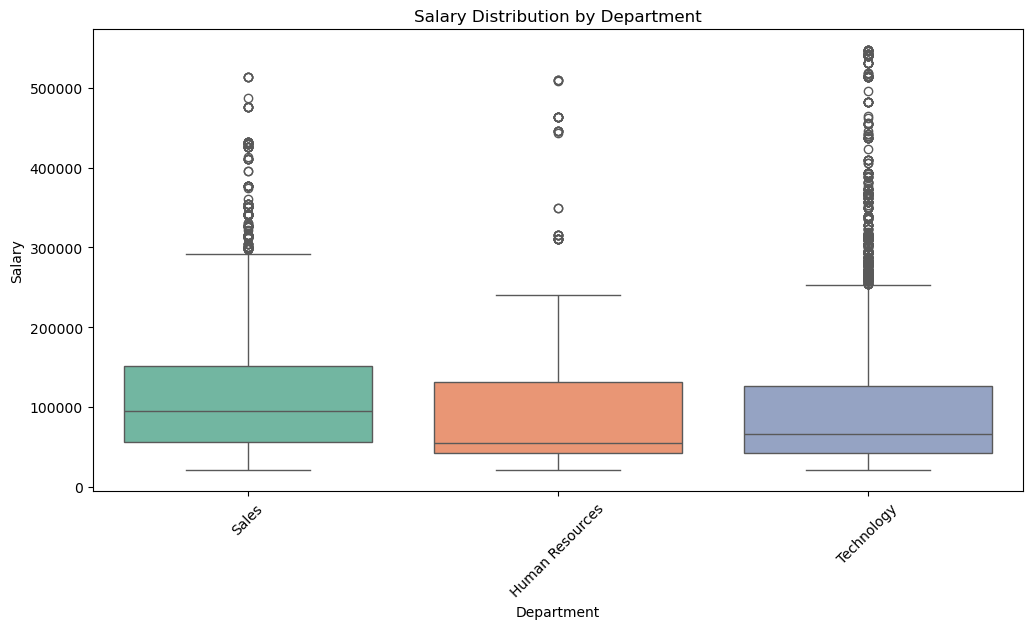 Salary Distribution by Department
Salary
500000
400000
300000
200000
100000
0
Sales
Human Resources
Technology
Department